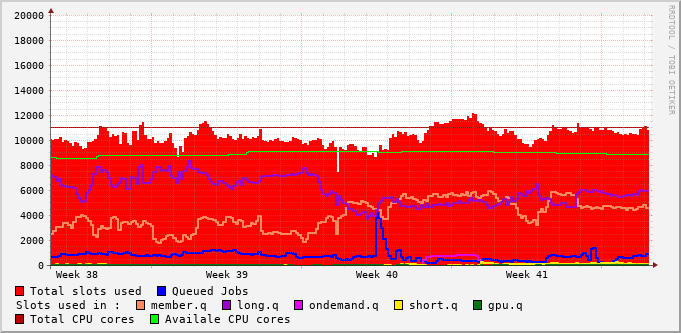 20000
18000
16000
14000
12000
10000
8000
6000
4000
2000
0
Week 38 Week 39 Week 40 Week 41
RRDTOOL / TOBI OETIKER
Total slots used Queued Jobs
Slots used in : member.q long.q ondemand.q short.q gpu.q
Total CPU cores Availale CPU cores